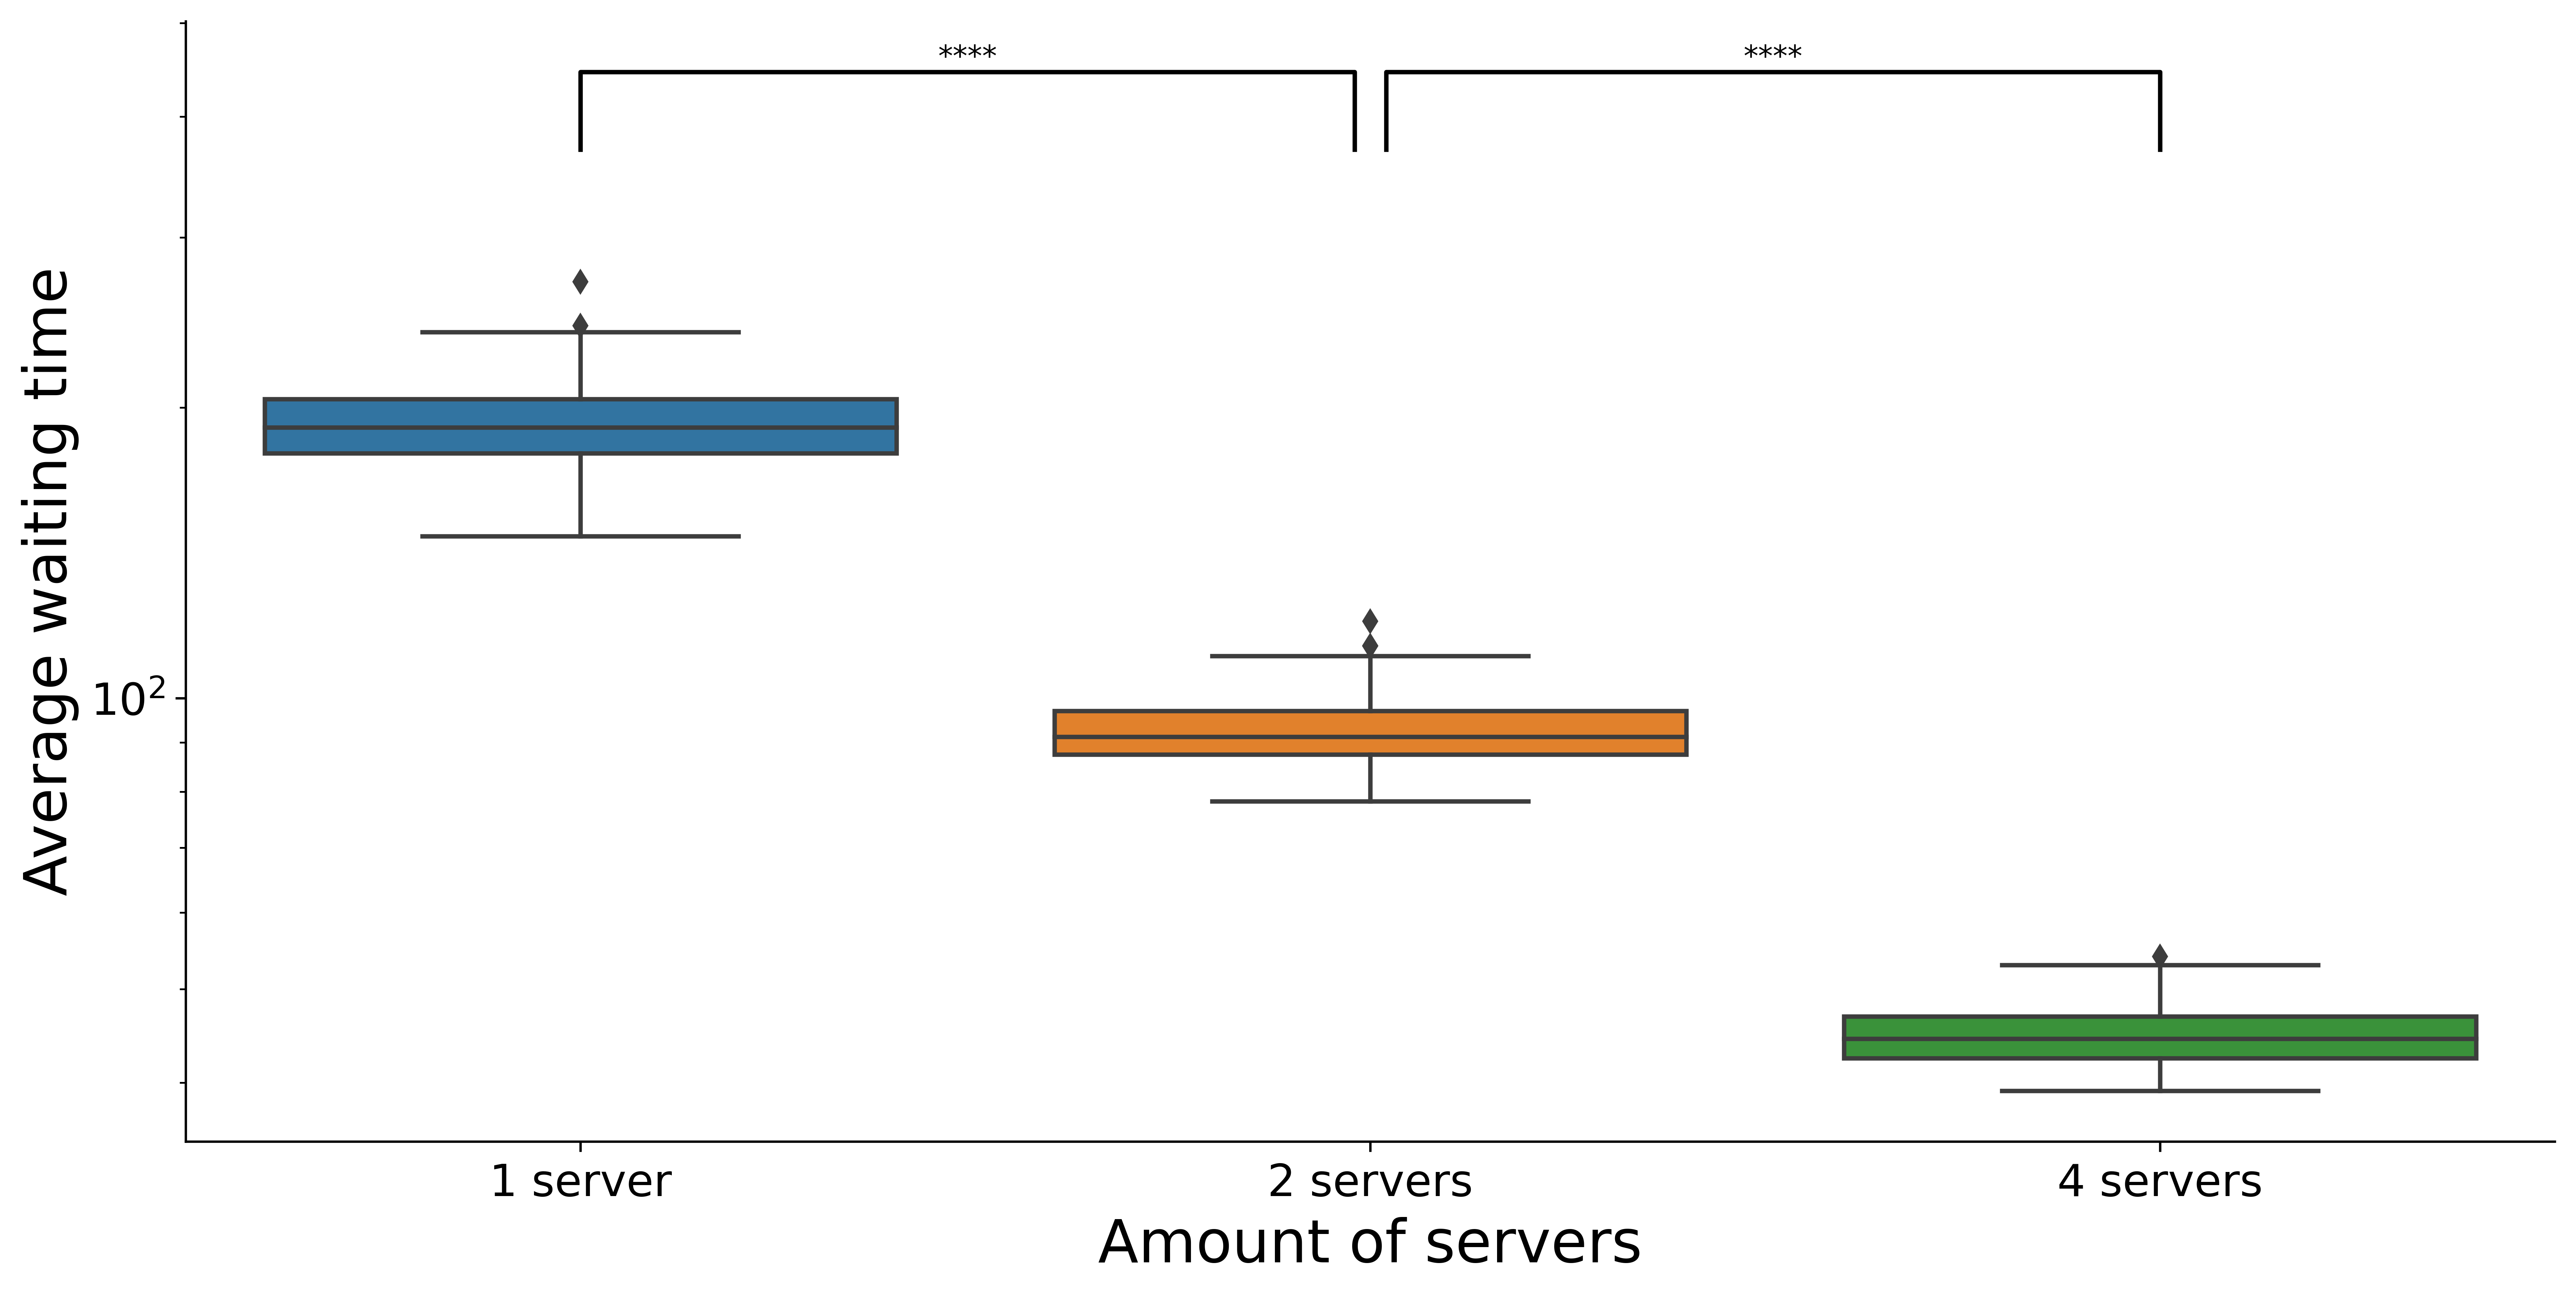 **** ****
Average waiting time
10²
1 server 2 servers 4 servers
Amount of servers